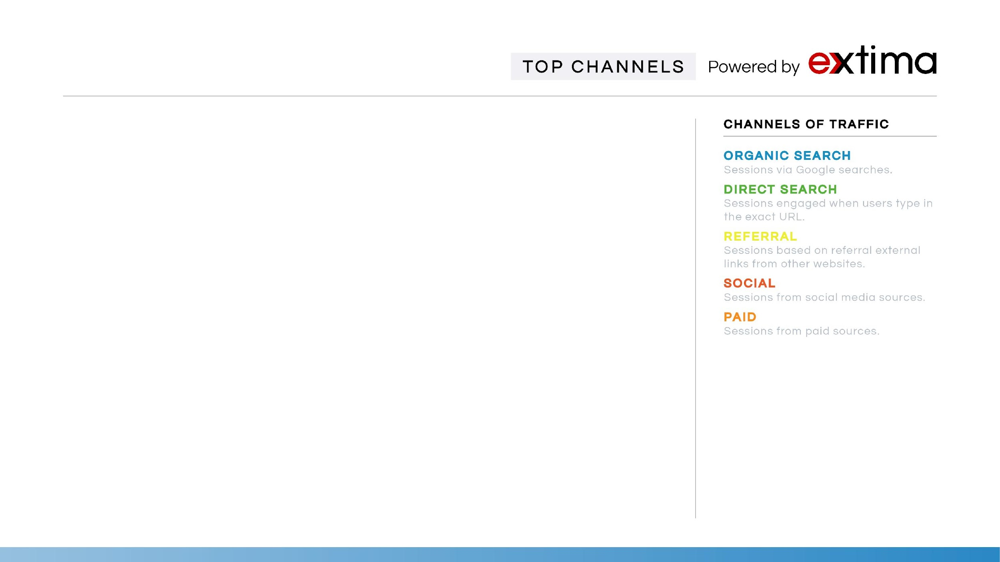 TOP CHANNELS Powered by extima
CHANNELS OF TRAFFIC
ORGANIC SEARCH
Sessions via Google searches.
DIRECT SEARCH
Sessions engaged when users type in
the exact URL.
REFERRAL
Sessions based on referral external
links from other websites.
SOCIAL
Sessions from social media sources.
PAID
Sessions from paid sources.